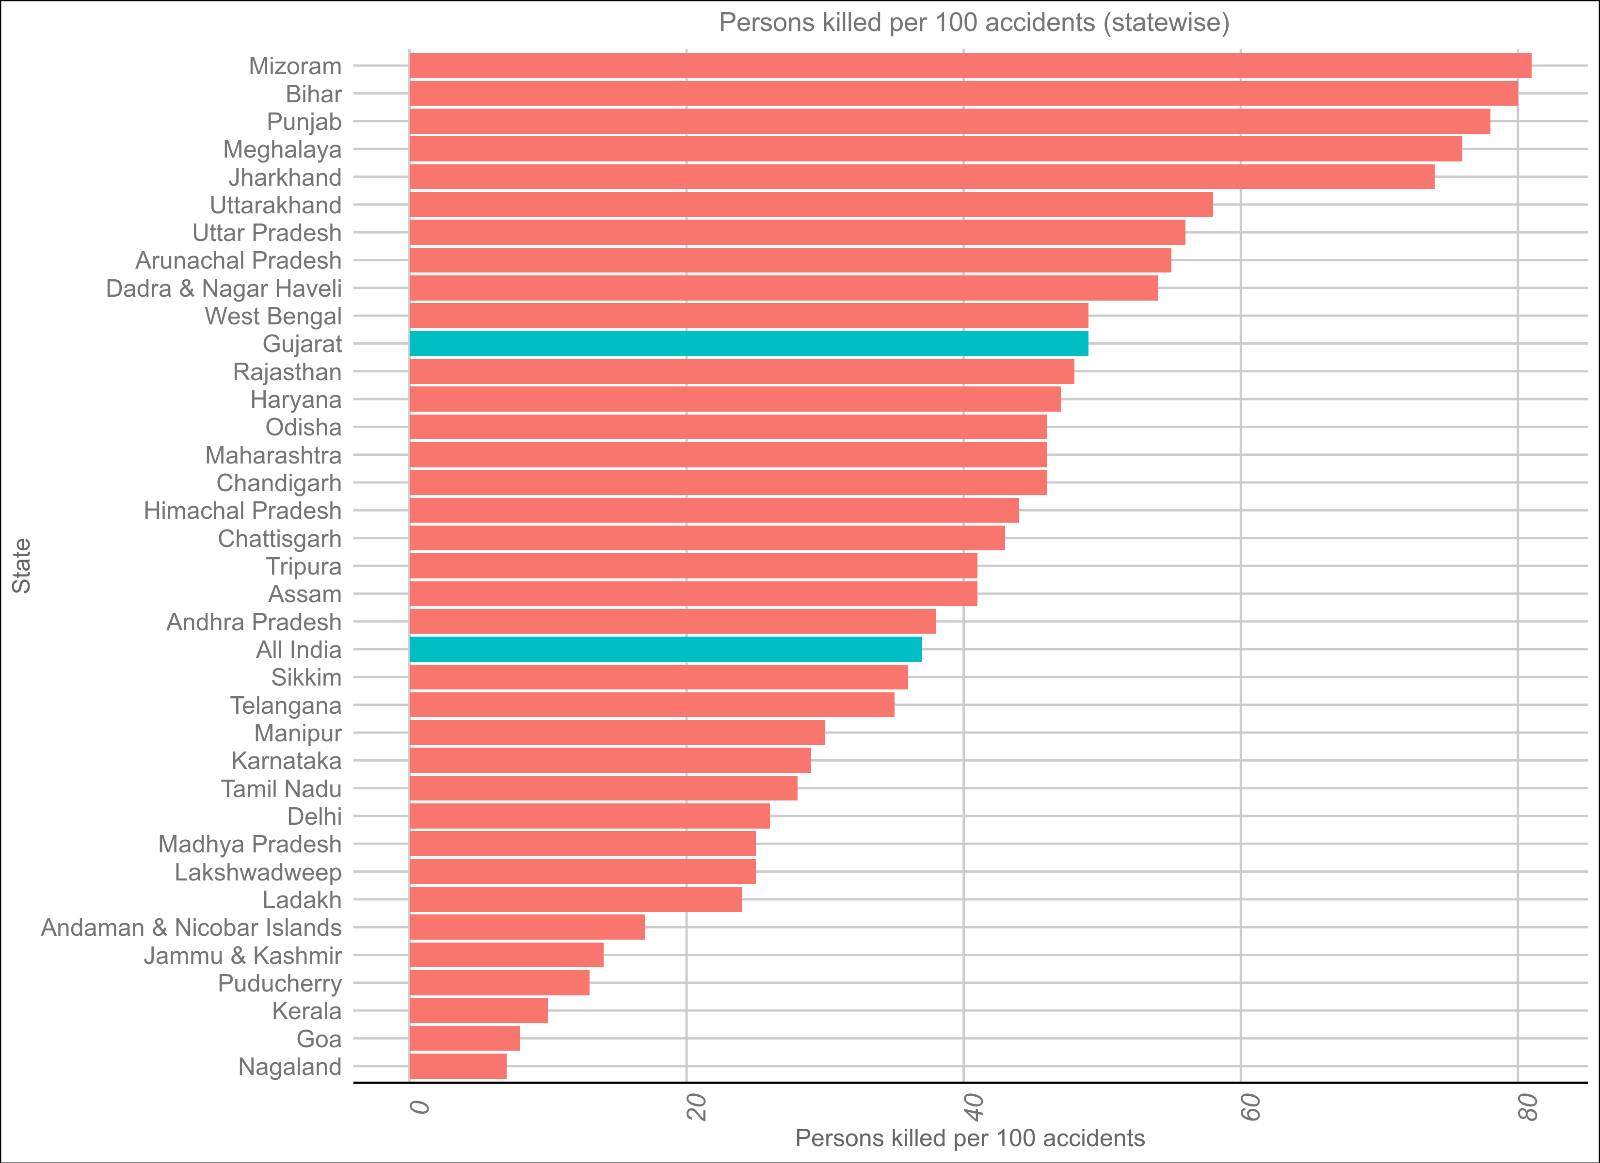 Persons killed per 100 accidents (statewise)
Mizoram
Bihar
Punjab
Meghalaya
Jharkhand
Uttarakhand
Uttar Pradesh
Arunachal Pradesh
Dadra & Nagar Haveli
West Bengal
Gujarat
Rajasthan
Haryana
Odisha
Maharashtra
Chandigarh
Himachal Pradesh
Chattisgarh
Tripura
Assam
Andhra Pradesh
All India
Sikkim
Telangana
Manipur
Karnataka
Tamil Nadu
Delhi
Madhya Pradesh
Lakshwadweep
Ladakh
Andaman & Nicobar Islands
Jammu & Kashmir
Puducherry
Kerala
Goa
Nagaland
State
0 20 40 60 80
Persons killed per 100 accidents